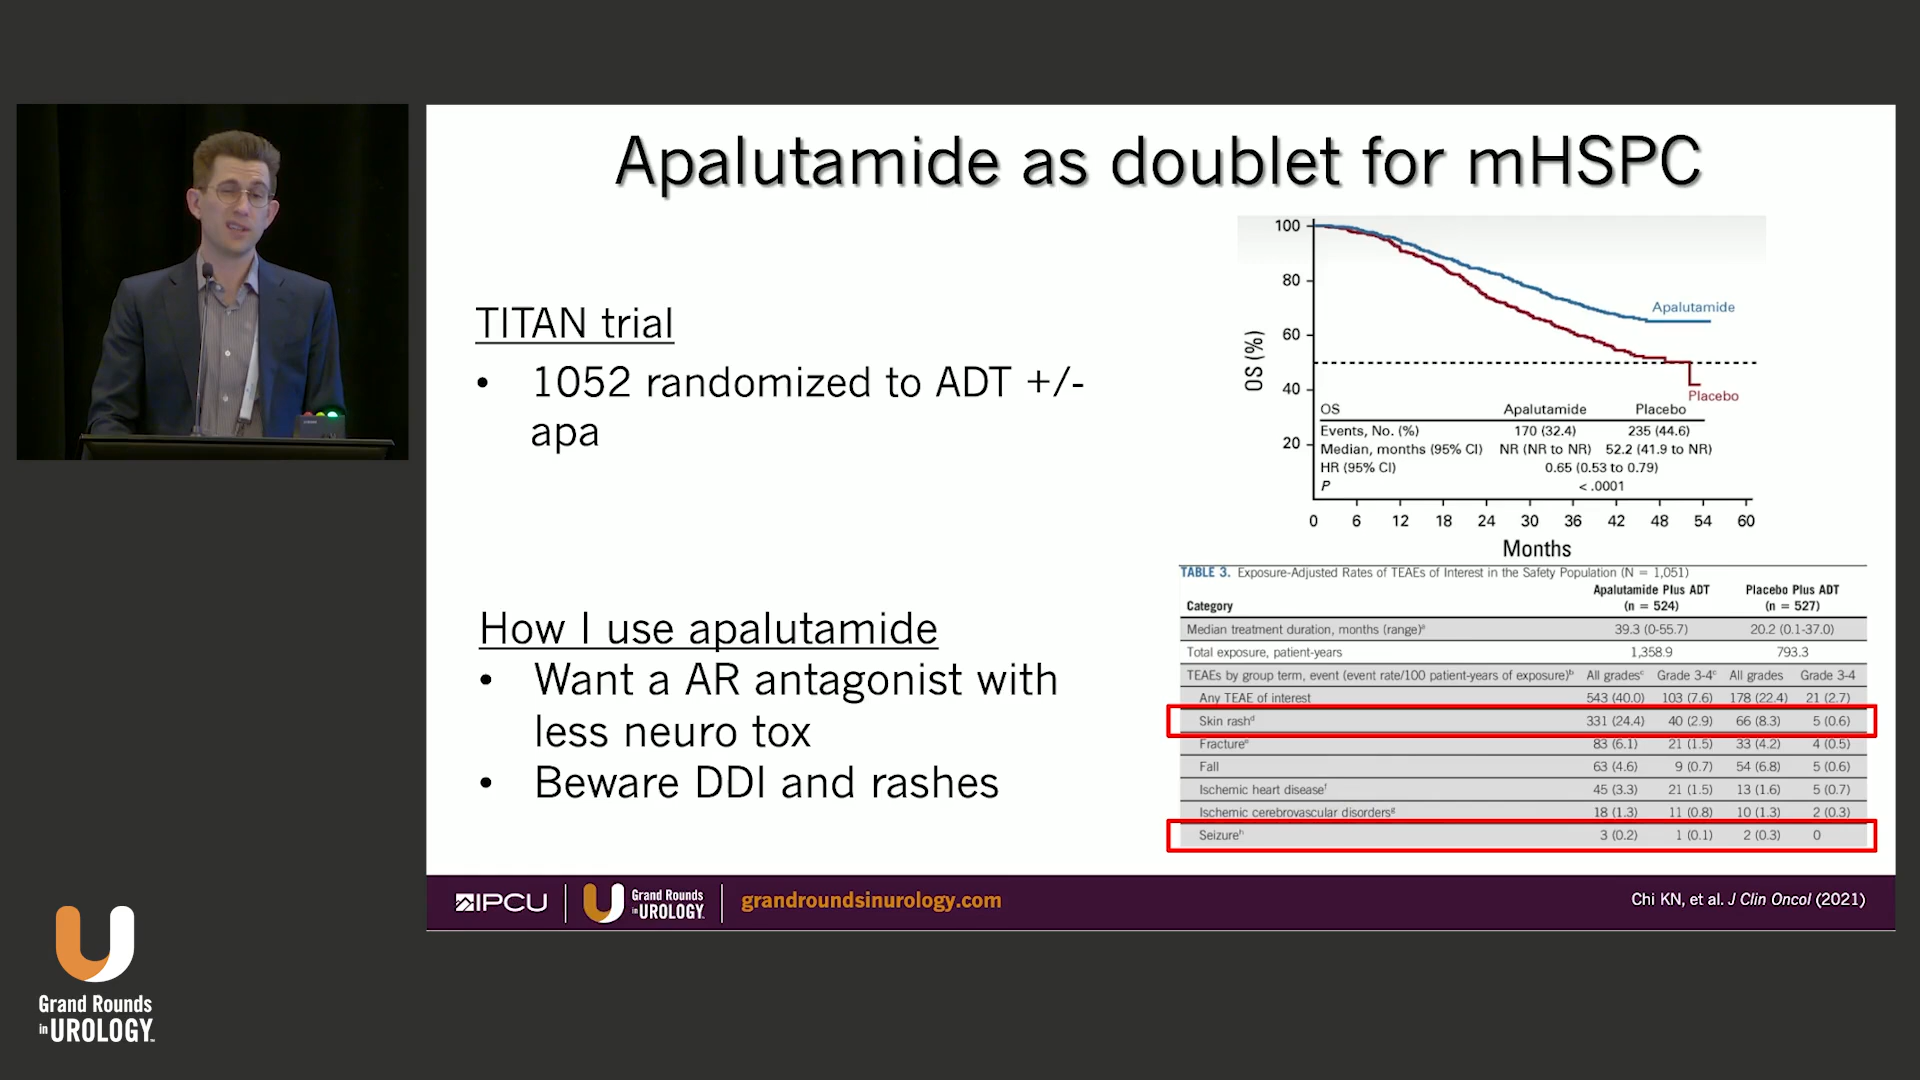 Apalutamide as doublet for mHSPC
TITAN trial
• 1052 randomized to ADT +/-
apa
How I use apalutamide
• Want a AR antagonist with
less neuro tox
• Beware DDI and rashes
100
80
60
40
20
OS (%)
Apalutamide
Placebo
OS Apalutamide Placebo
Events, No. (%) 170 (32.4) 235 (44.6)
Median, months (95% CI) NR (NR to NR) 52.2 (41.9 to NR)
HR (95% CI) 0.65 (0.53 to 0.79)
P < .0001
0 6 12 18 24 30 36 42 48 54 60
Months
TABLE 3. Exposure-Adjusted Rates of TEAEs of Interest in the Safety Population (N = 1,051)
Apalutamide Plus ADT Placebo Plus ADT
Category (n = 524) (n = 527)
Median treatment duration, months (range)ᵃ 39.3 (0-55.7) 20.2 (0.1-37.0)
Total exposure, patient-years 1,358.9 793.3
TEAEs by group term, event (event rate/100 patient-years of exposure)ᵇ All gradesᶜ Grade 3-4ᶜ All grades Grade 3-4
Any TEAE of interest 543 (40.0) 103 (7.6) 178 (22.4) 21 (2.7)
Skin rashᵈ 331 (24.4) 40 (2.9) 66 (8.3) 5 (0.6)
Fractureᵉ 83 (6.1) 21 (1.5) 33 (4.2) 4 (0.5)
Fall 63 (4.6) 9 (0.7) 54 (6.8) 5 (0.6)
Ischemic heart diseaseᶠ 45 (3.3) 21 (1.5) 13 (1.6) 5 (0.7)
Ischemic cerebrovascular disordersᵍ 18 (1.3) 11 (0.8) 10 (1.3) 2 (0.3)
Seizureʰ 3 (0.2) 1 (0.1) 2 (0.3) 0
IPCU
Grand Rounds
in UROLOGY
grandroundsinurology.com
Chi KN, et al. J Clin Oncol (2021)
Grand Rounds
in UROLOGY™